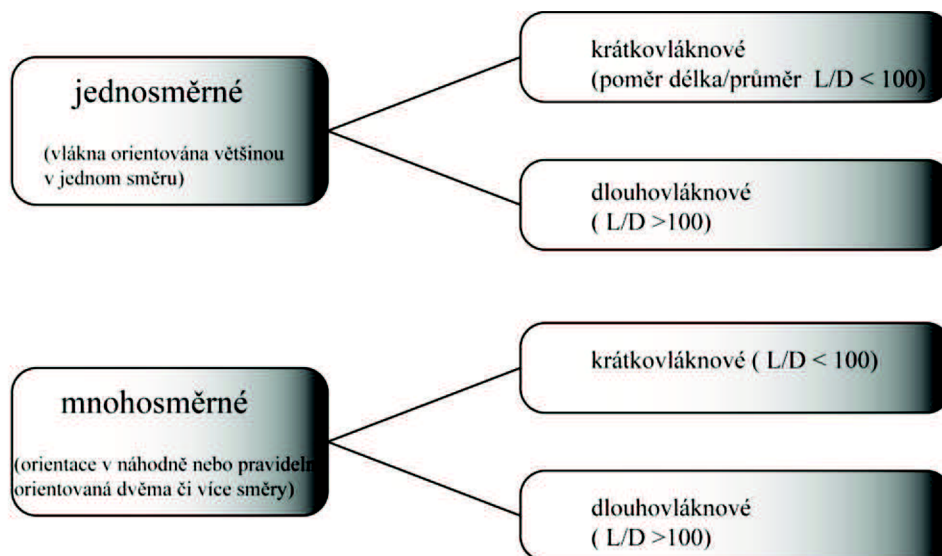 jednosměrné
(vlákna orientována většinou
v jednom směru)
krátkovláknové
(poměr délka/průměr L/D < 100)
dlouhovláknové
( L/D >100)
mnohosměrné
(orientace v náhodně nebo pravideln
orientovaná dvěma či více směry)
krátkovláknové ( L/D < 100)
dlouhovláknové
( L/D >100)